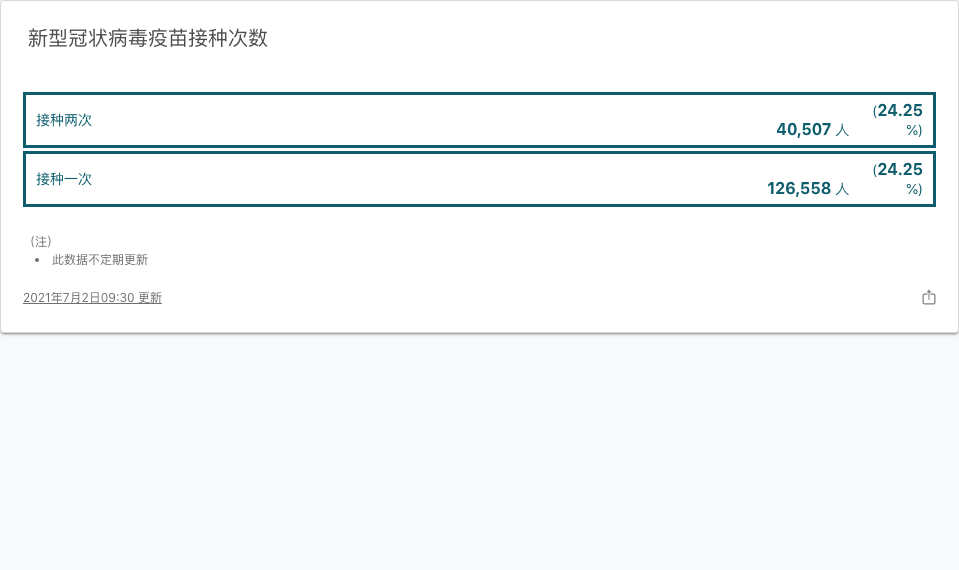 新型冠状病毒疫苗接种次数
接种两次
40,507 人
(24.25
%)
接种一次
126,558 人
(24.25
%)
(注)
• 此数据不定期更新
2021年7月2日09:30 更新